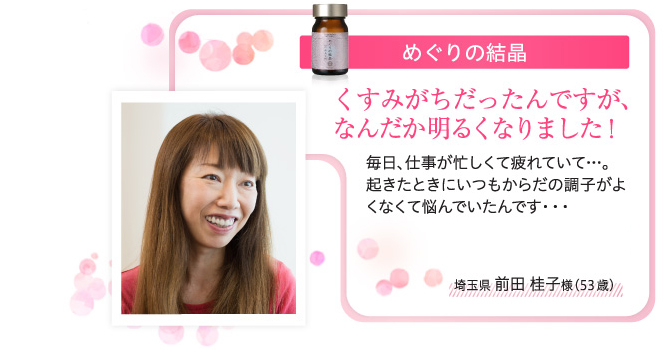 めぐりの結晶
くすみがちだったんですが、
なんだか明るくなりました！
毎日、仕事が忙しくて疲れていて…。
起きたときにいつもからだの調子がよ
くなくて悩んでいたんです・・・
埼玉県 前田 桂子様（53歳）